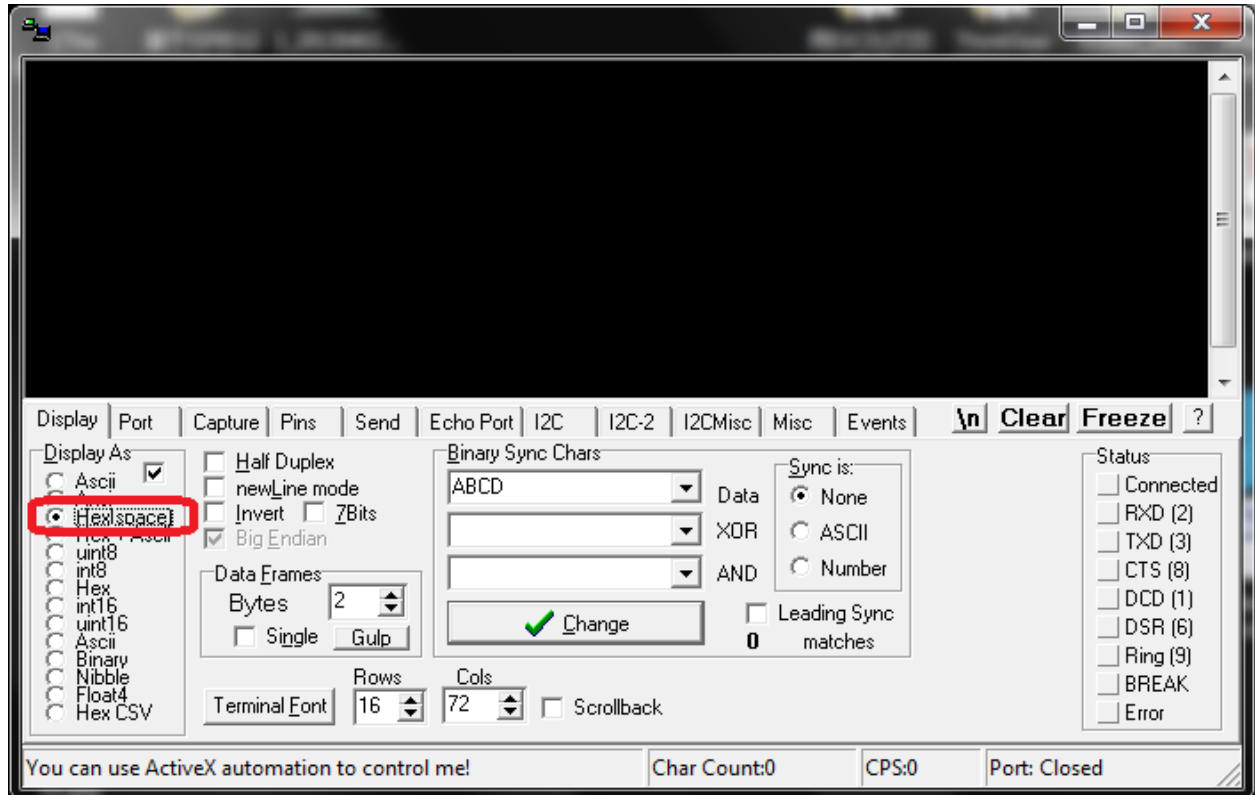 Display Port Capture Pins Send Echo Port I2C I2C-2 I2CMisc Misc Events \n Clear Freeze ?
Display As
Ascii
Hex[space]
uint8
int8
Hex
int16
uint16
Ascii
Binary
Nibble
Float4
Hex CSV
Half Duplex
newLine mode
Invert 7Bits
Big Endian
Data Frames
Bytes 2
Single Gulp
Binary Sync Chars
ABCD Data
XOR
AND
Change
Sync is:
None
ASCII
Number
Leading Sync
0 matches
Rows Cols
Terminal Font 16 72 Scrollback
Status
Connected
RXD (2)
TXD (3)
CTS (8)
DCD (1)
DSR (6)
Ring (9)
BREAK
Error
You can use ActiveX automation to control me! Char Count:0 CPS:0 Port: Closed